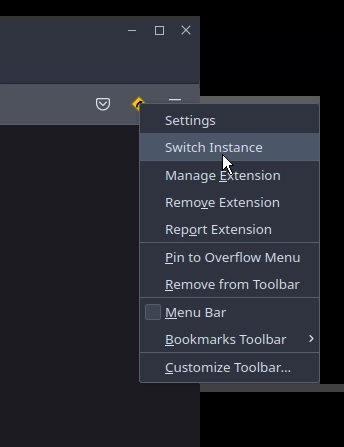 Settings
Switch Instance
Manage Extension
Remove Extension
Report Extension
Pin to Overflow Menu
Remove from Toolbar
Menu Bar
Bookmarks Toolbar
Customize Toolbar...